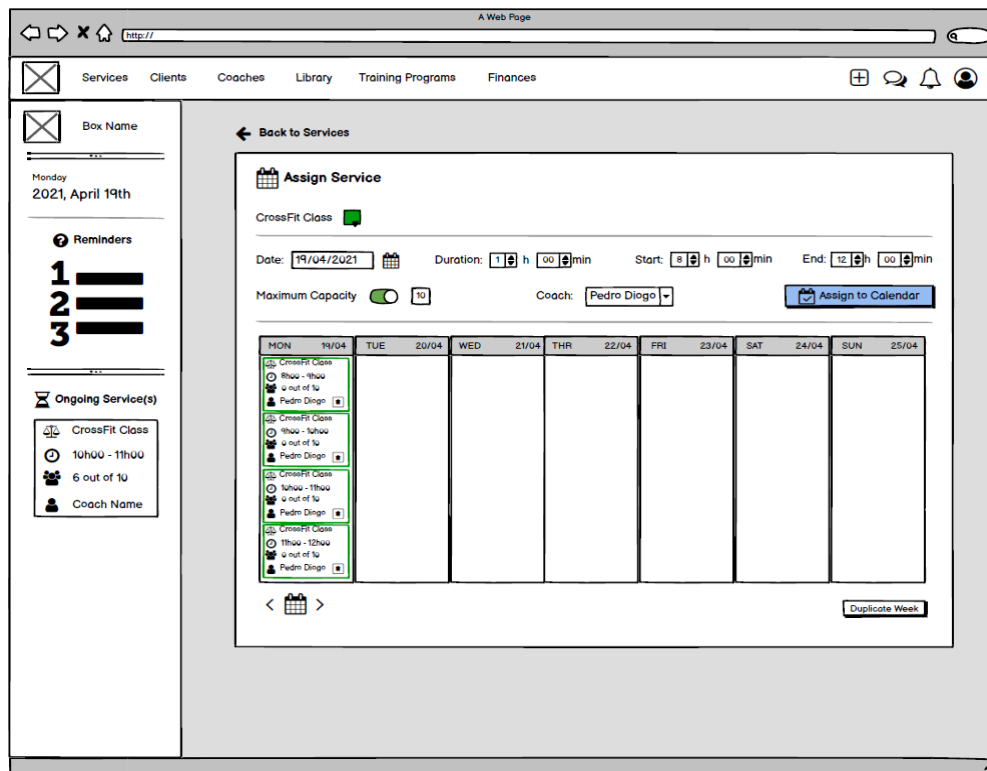 A Web Page
http://
Services Clients Coaches Library Training Programs Finances
Box Name
Monday
2021, April 19th
Reminders
1
2
3
Ongoing Service(s)
CrossFit Class
10h00 - 11h00
6 out of 10
Coach Name
Back to Services
Assign Service
CrossFit Class
Date: 19/04/2021 Duration: 1 h 00 min Start: 8 h 00 min End: 12 h 00 min
Maximum Capacity 10 Coach: Pedro Diogo Assign to Calendar
MON 19/04 TUE 20/04 WED 21/04 THR 22/04 FRI 23/04 SAT 24/04 SUN 25/04
CrossFit Class
8h00 - 9h00
0 out of 10
Pedro Diogo
CrossFit Class
9h00 - 10h00
0 out of 10
Pedro Diogo
CrossFit Class
10h00 - 11h00
0 out of 10
Pedro Diogo
CrossFit Class
11h00 - 12h00
0 out of 10
Pedro Diogo
< >
Duplicate Week